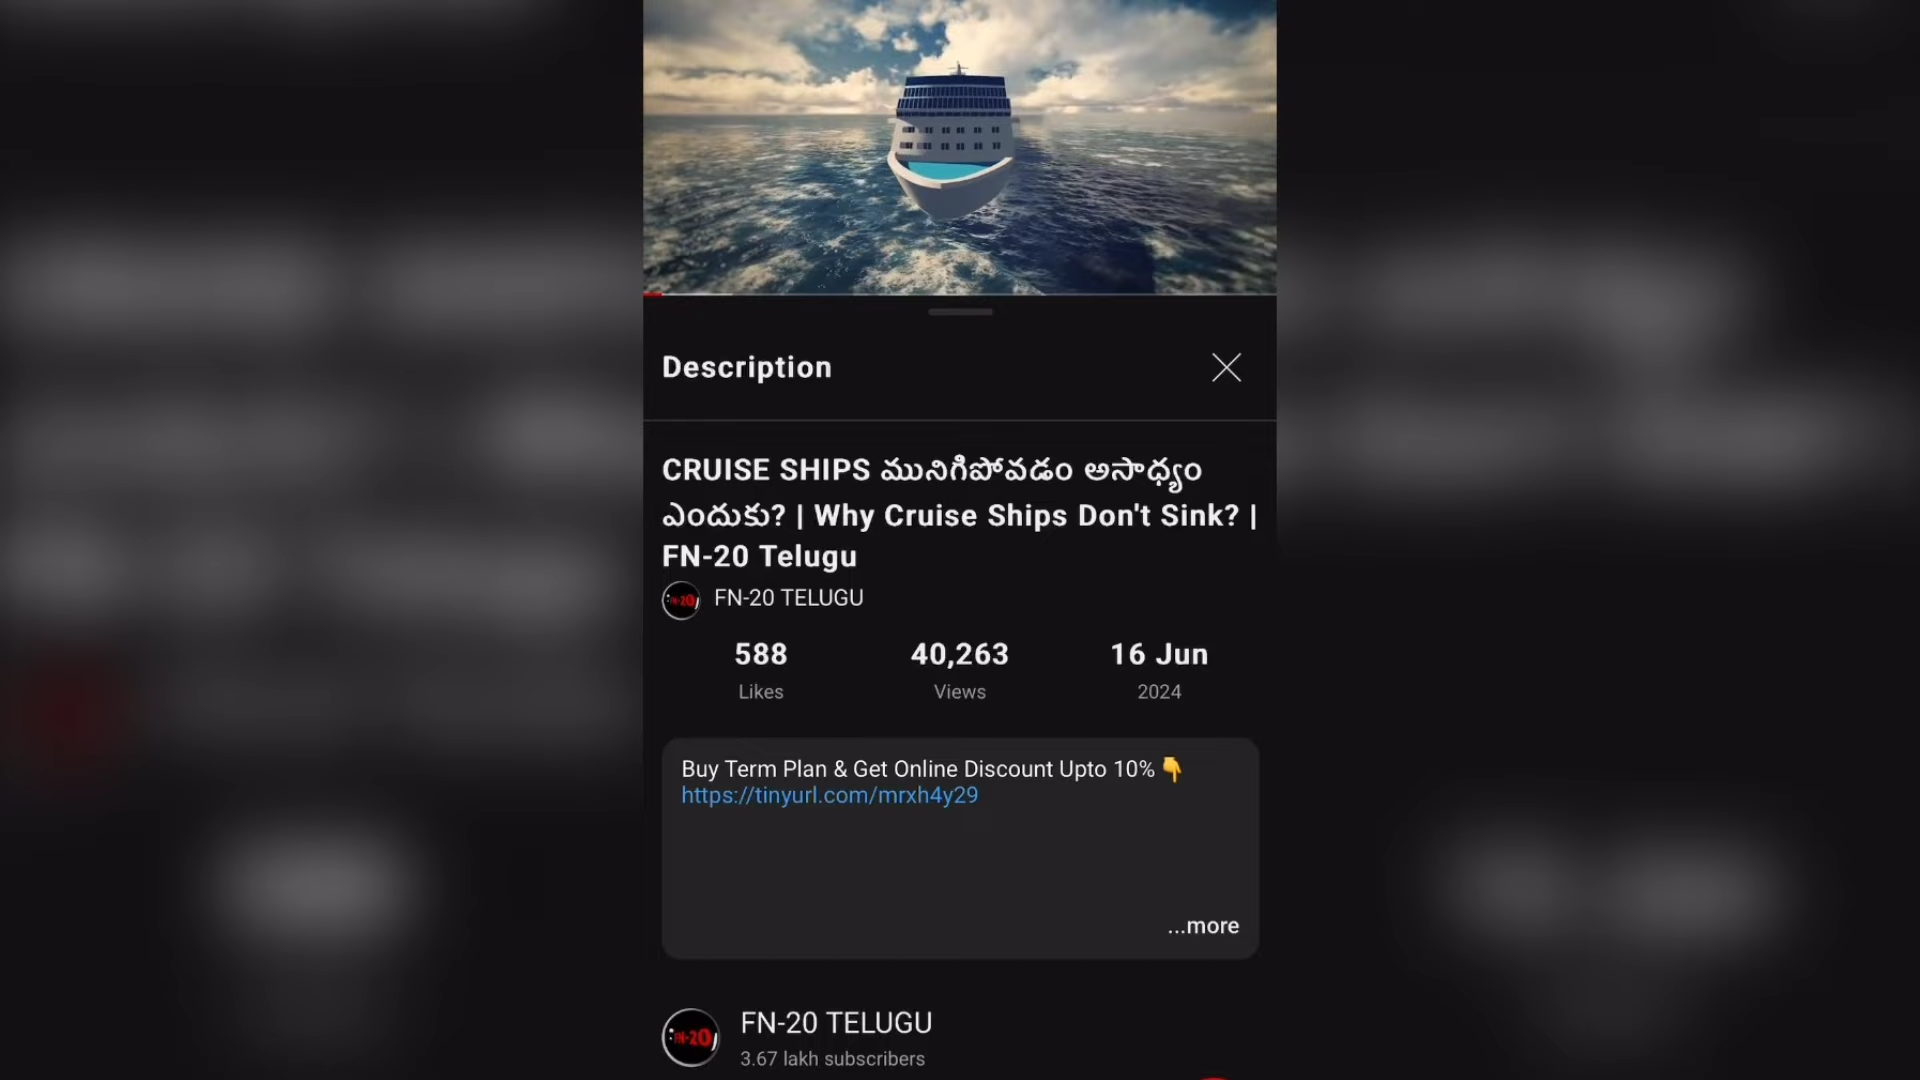 Description
CRUISE SHIPS మునిగిపోవడం అసాధ్యం
ఎందుకు? | Why Cruise Ships Don't Sink? |
FN-20 Telugu
FN-20 TELUGU
588 40,263 16 Jun
Likes Views 2024
Buy Term Plan & Get Online Discount Upto 10%👇
https://tinyurl.com/mrxh4y29
...more
FN-20 FN-20 TELUGU
3.67 lakh subscribers